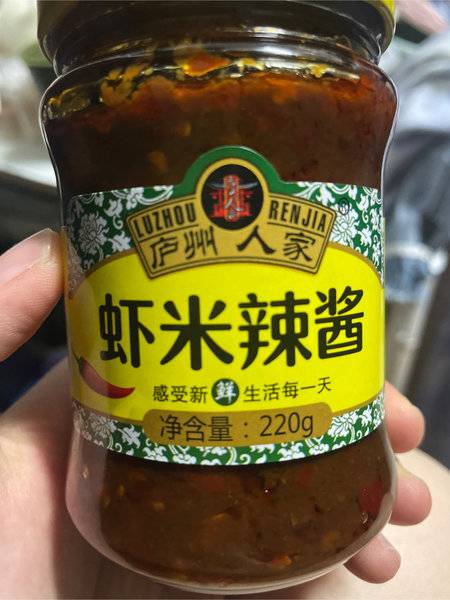 LUZHOU RENJIA
庐州人家
®
虾米辣酱
感受新鲜生活每一天
净含量：220g